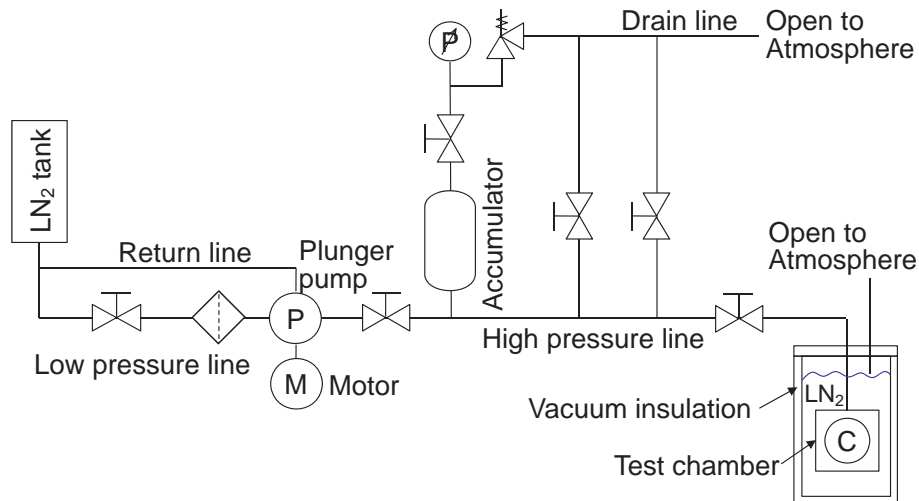 Drain line
Open to
Atmosphere
P
LN2 tank
Accumulator
Return line
Plunger
pump
Open to
Atmosphere
P
High pressure line
Low pressure line
M
Motor
LN2
Vacuum insulation
C
Test chamber